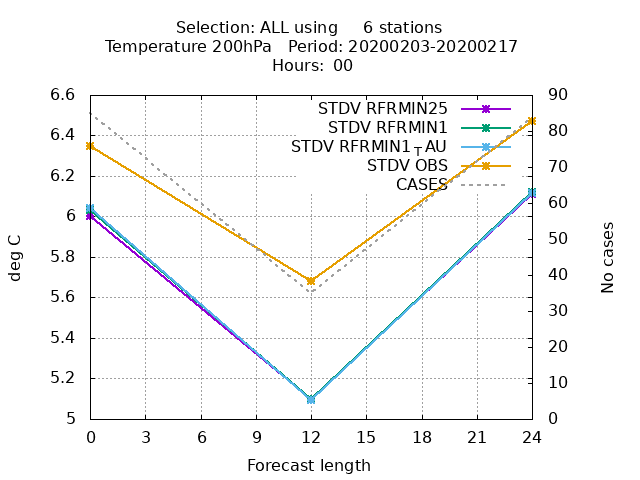 Selection: ALL using     6 stations
Temperature 200hPa   Period: 20200203-20200217
Hours:  00
STDV RFRMIN25
STDV RFRMIN1
STDV RFRMIN1TAU
STDV OBS
CASES
deg C
6.6
6.4
6.2
6
5.8
5.6
5.4
5.2
5
90
80
70
60
50
40
30
20
10
0
No cases
0 3 6 9 12 15 18 21 24
Forecast length